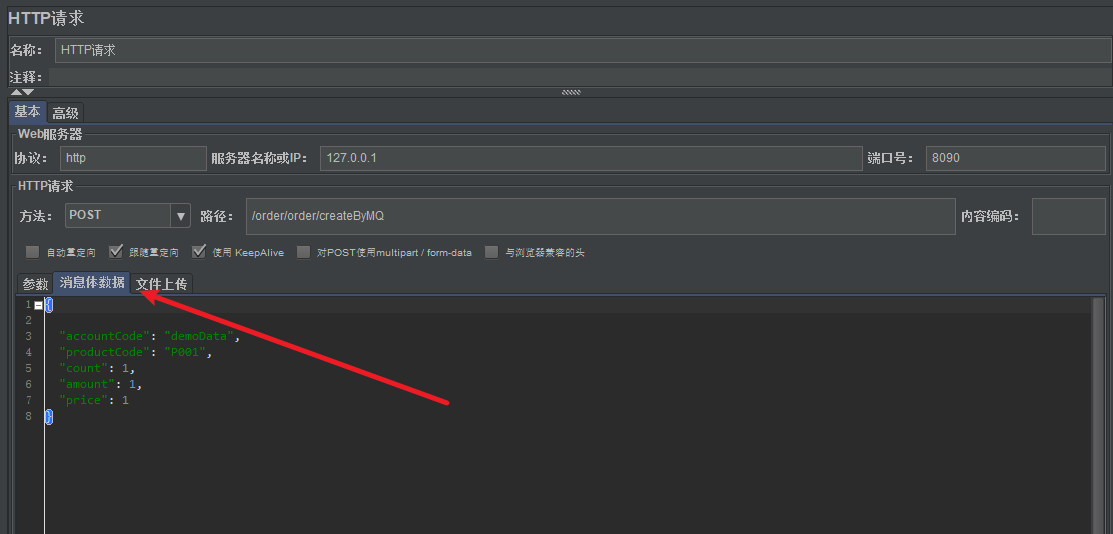 HTTP请求
名称： HTTP请求
注释：
基本 高级
Web服务器
协议： http 服务器名称或IP： 127.0.0.1 端口号： 8090
HTTP请求
方法： POST 路径： /order/order/createByMQ 内容编码：
自动重定向 跟随重定向 使用 KeepAlive 对POST使用multipart / form-data 与浏览器兼容的头
参数 消息体数据 文件上传
1 {
2
3 "accountCode": "demoData",
4 "productCode": "P001",
5 "count": 1,
6 "amount": 1,
7 "price": 1
8 }